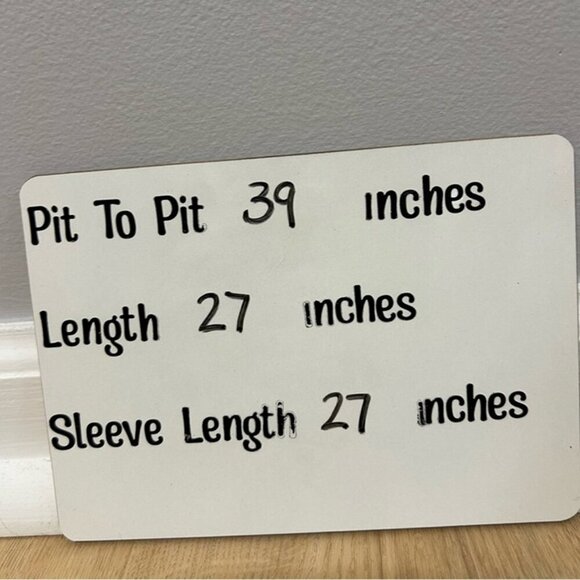 Pit To Pit 39 inches
Length 27 inches
Sleeve Length 27 inches